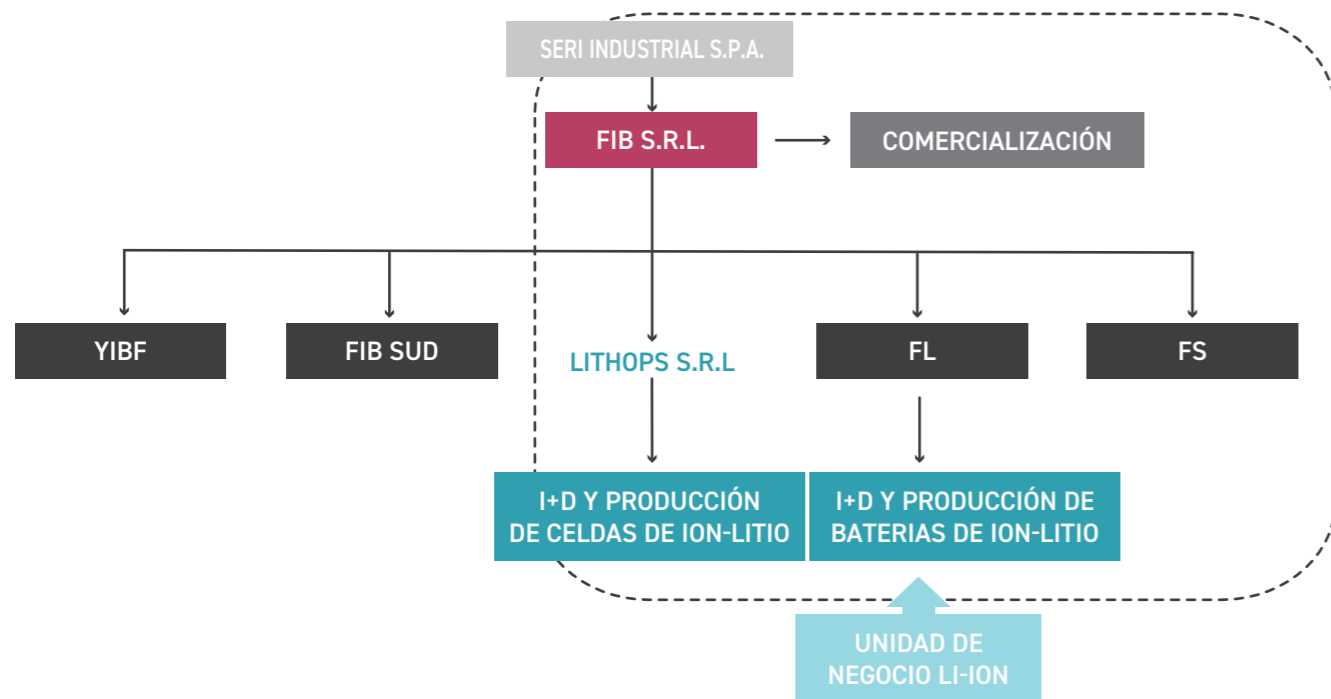 SERI INDUSTRIAL S.P.A.
FIB S.R.L.
COMERCIALIZACIÓN
YIBF
FIB SUD
LITHOPS S.R.L
FL
FS
I+D Y PRODUCCIÓN
DE CELDAS DE ION-LITIO
I+D Y PRODUCCIÓN DE
BATERIAS DE ION-LITIO
UNIDAD DE
NEGOCIO LI-ION